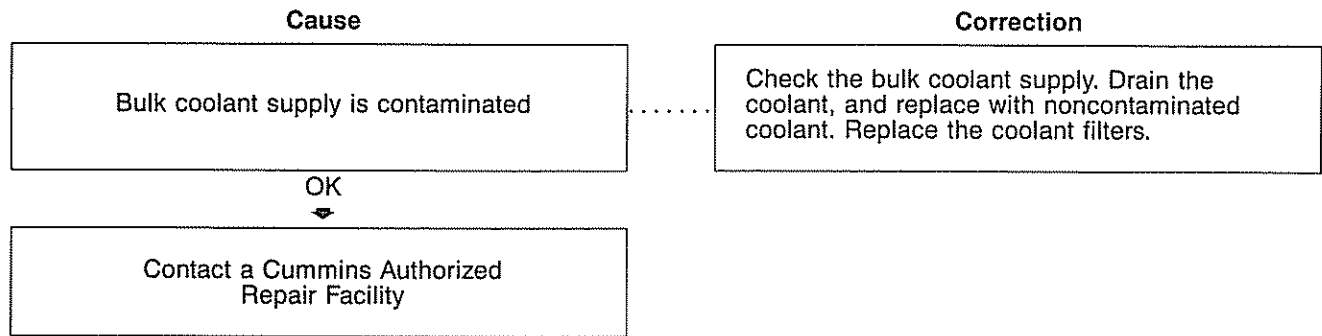 Cause
Correction
Bulk coolant supply is contaminated
Check the bulk coolant supply. Drain the
coolant, and replace with noncontaminated
coolant. Replace the coolant filters.
OK
Contact a Cummins Authorized
Repair Facility